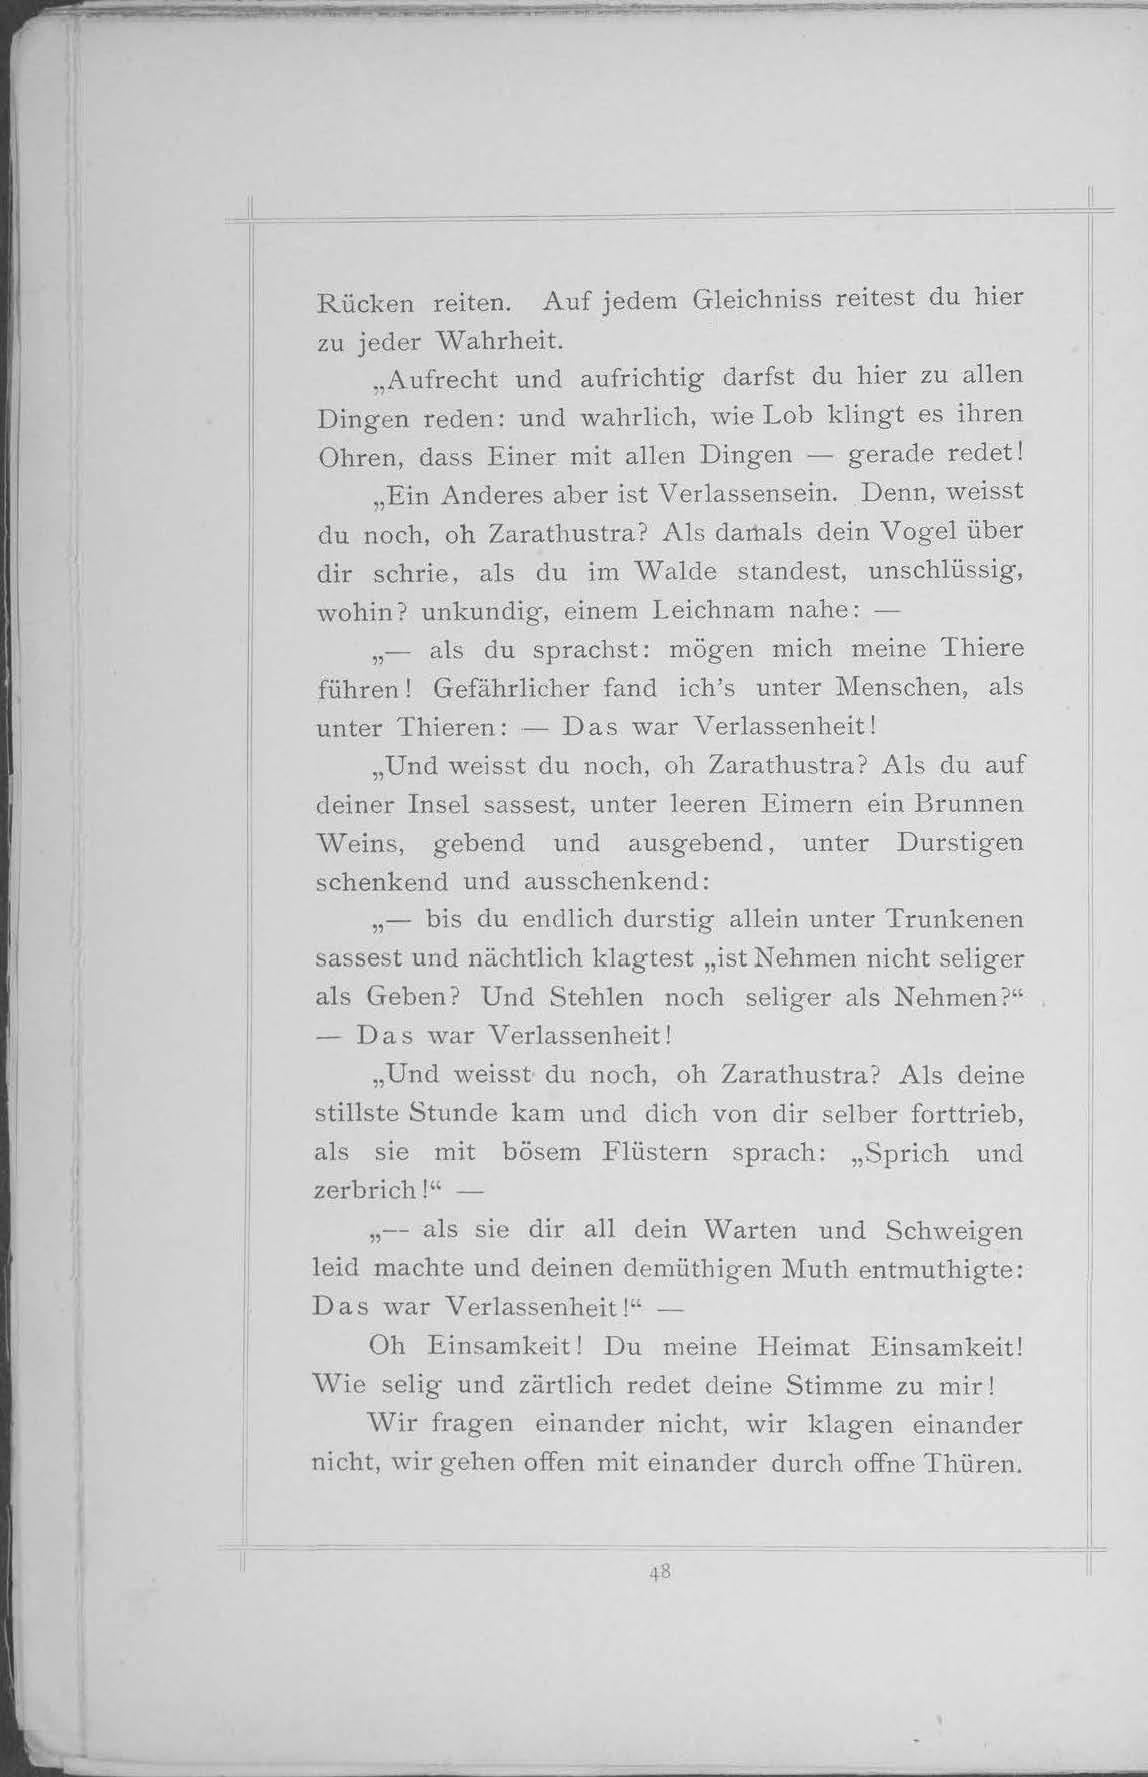 Rücken reiten. Auf jedem Gleichniss reitest du hier
zu jeder Wahrheit.
„Aufrecht und aufrichtig darfst du hier zu allen
Dingen reden: und wahrlich, wie Lob klingt es ihren
Ohren, dass Einer mit allen Dingen — gerade redet!
„Ein Anderes aber ist Verlassensein. Denn, weisst
du noch, oh Zarathustra? Als damals dein Vogel über
dir schrie, als du im Walde standest, unschlüssig,
wohin? unkundig, einem Leichnam nahe: —
„— als du sprachst: mögen mich meine Thiere
führen! Gefährlicher fand ich's unter Menschen, als
unter Thieren: — Das war Verlassenheit!
„Und weisst du noch, oh Zarathustra? Als du auf
deiner Insel sassest, unter leeren Eimern ein Brunnen
Weins, gebend und ausgebend, unter Durstigen
schenkend und ausschenkend:
„— bis du endlich durstig allein unter Trunkenen
sassest und nächtlich klagtest „ist Nehmen nicht seliger
als Geben? Und Stehlen noch seliger als Nehmen?“
— Das war Verlassenheit!
„Und weisst du noch, oh Zarathustra? Als deine
stillste Stunde kam und dich von dir selber forttrieb,
als sie mit bösem Flüstern sprach: „Sprich und
zerbrich!“ —
„— als sie dir all dein Warten und Schweigen
leid machte und deinen demüthigen Muth entmuthigte:
Das war Verlassenheit!“ —
Oh Einsamkeit! Du meine Heimat Einsamkeit!
Wie selig und zärtlich redet deine Stimme zu mir!
Wir fragen einander nicht, wir klagen einander
nicht, wir gehen offen mit einander durch offne Thüren.
48